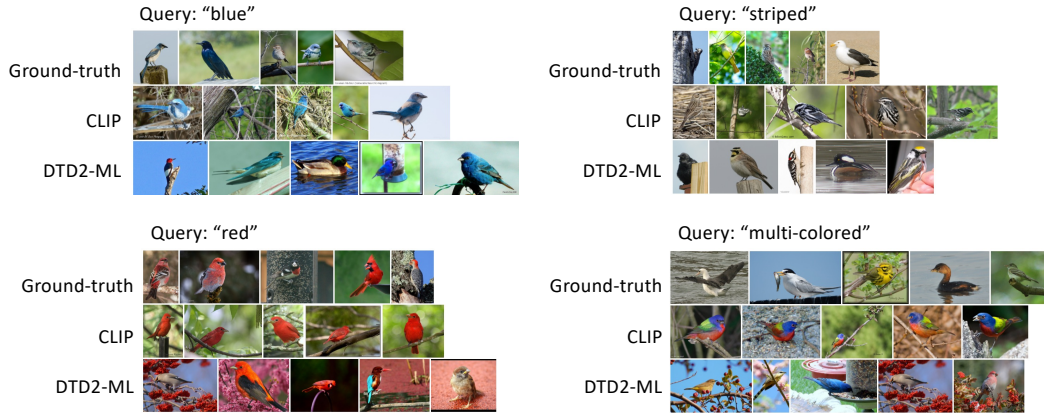 Query: “blue”
Ground-truth
CLIP
DTD2-ML
Query: “striped”
Ground-truth
CLIP
DTD2-ML
Query: “red”
Ground-truth
CLIP
DTD2-ML
Query: “multi-colored”
Ground-truth
CLIP
DTD2-ML